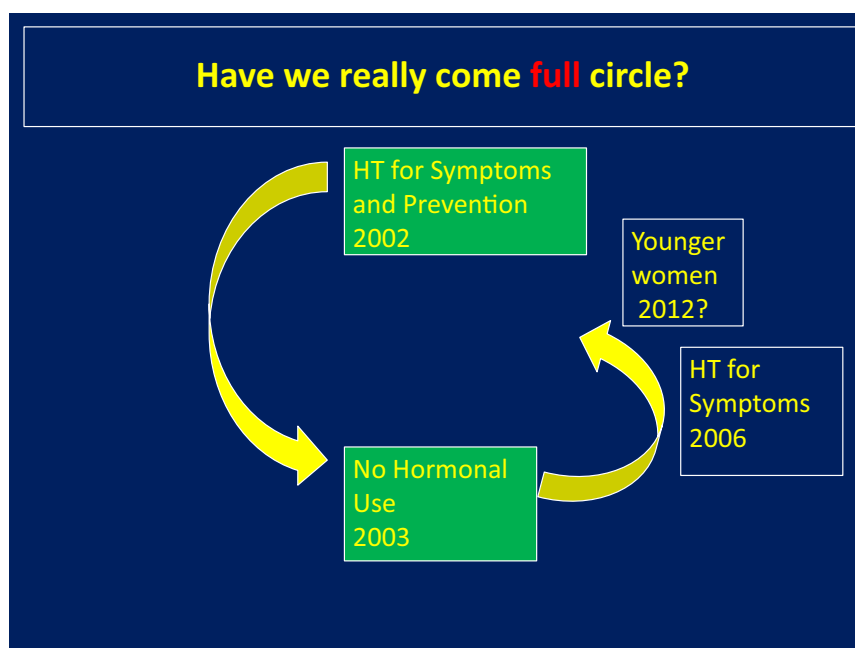 Have we really come full circle?
HT for Symptoms
and Prevention
2002
Younger
women
2012?
HT for
Symptoms
2006
No Hormonal
Use
2003